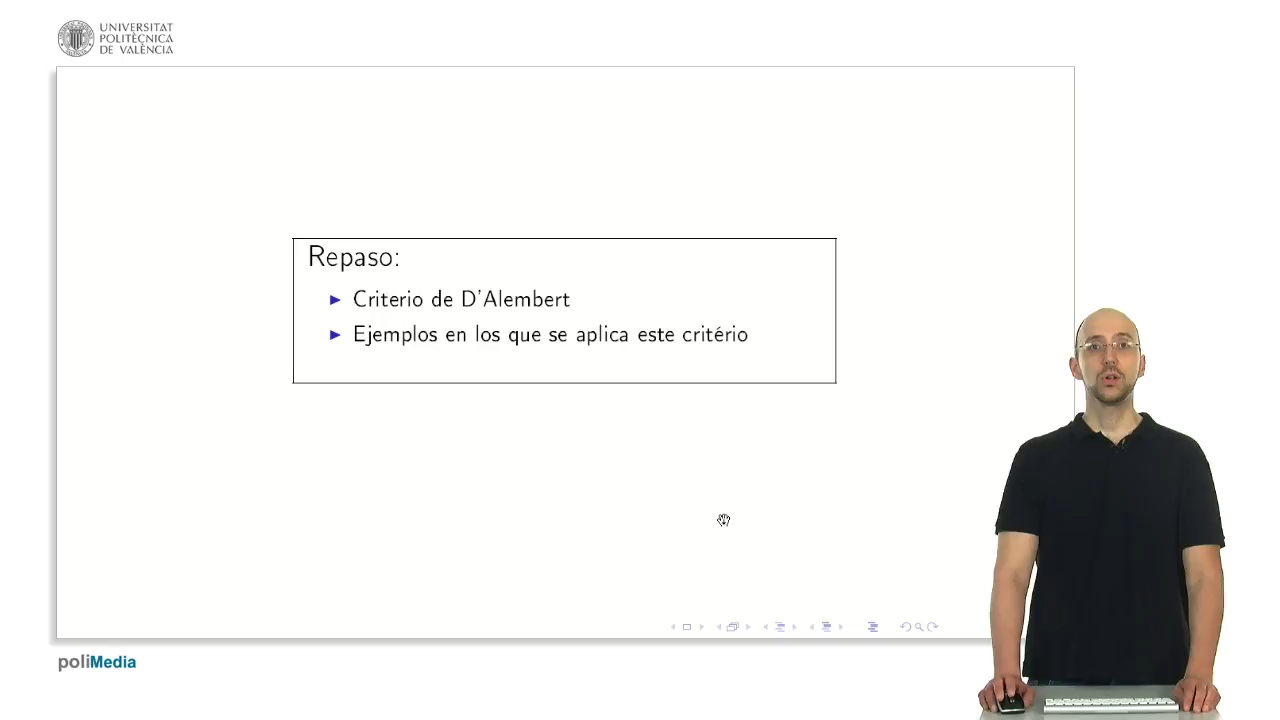 UNIVERSITAT
POLITÈCNICA
DE VALÈNCIA
Repaso:
Criterio de D'Alembert
Ejemplos en los que se aplica este critério
poliMedia